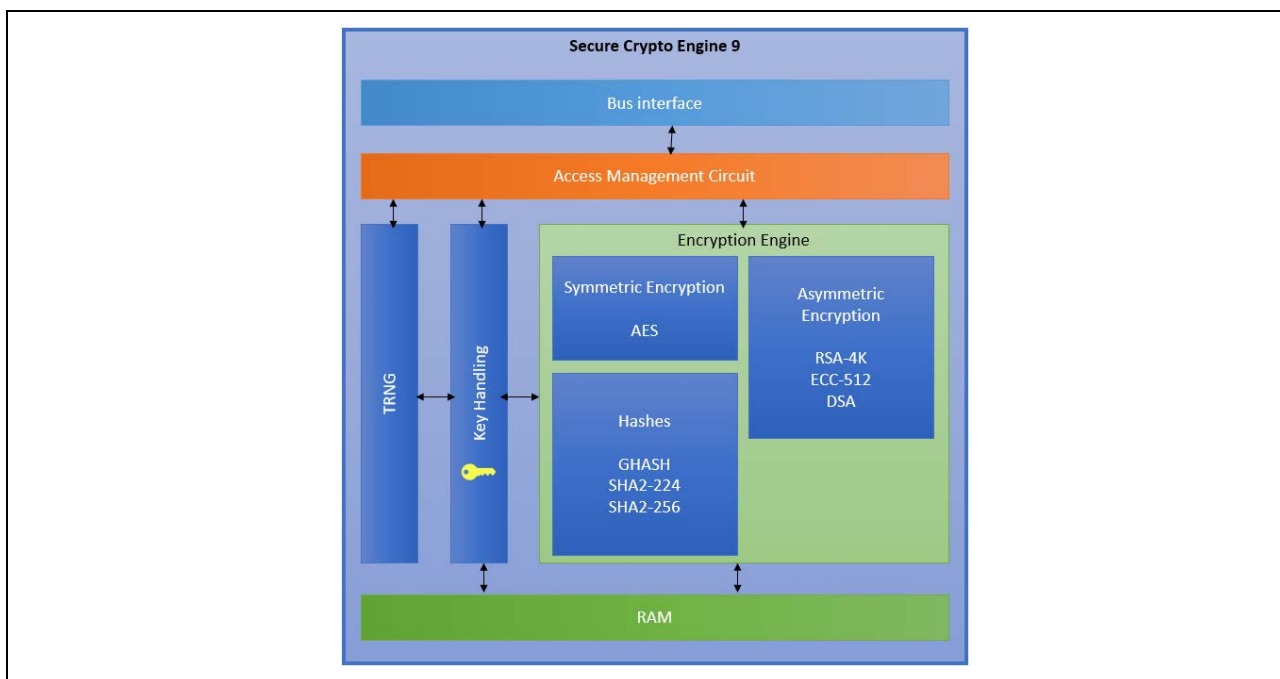 Secure Crypto Engine 9
Bus interface
Access Management Circuit
TRNG
Key Handling
Encryption Engine
Symmetric Encryption
AES
Hashes
GHASH
SHA2-224
SHA2-256
Asymmetric
Encryption
RSA-4K
ECC-512
DSA
RAM